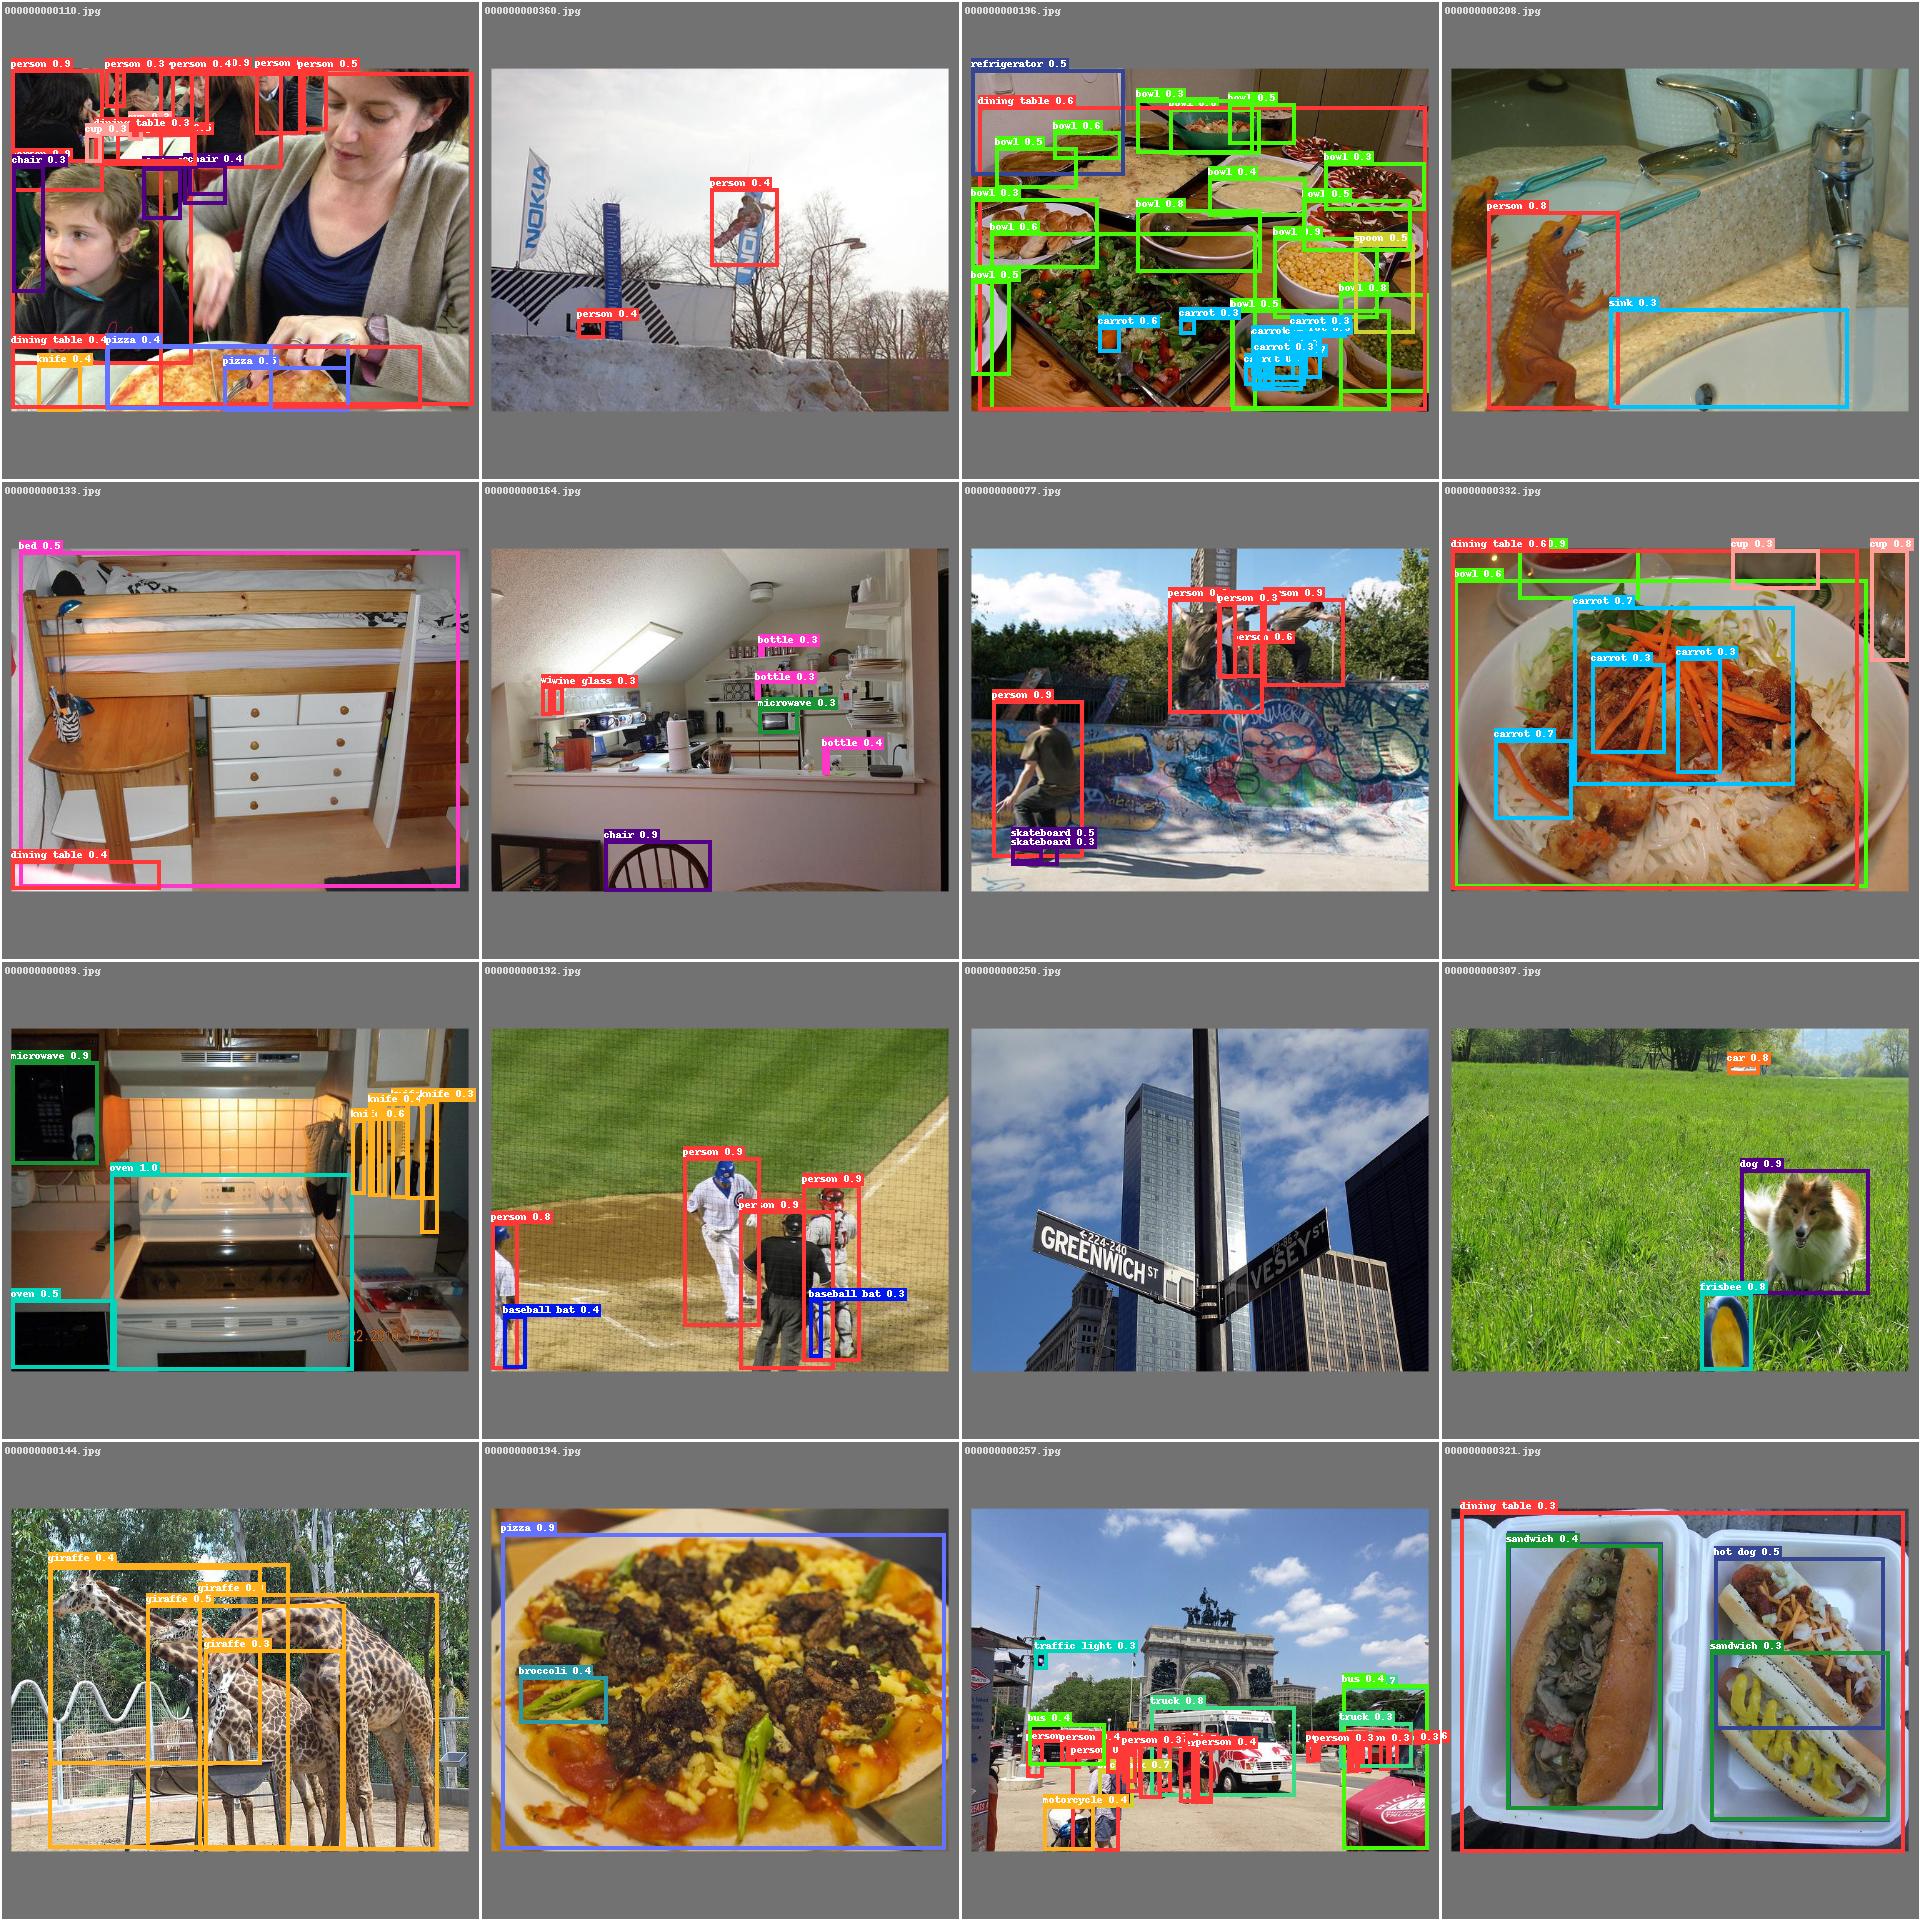 000000000110.jpg
000000000360.jpg
000000000196.jpg
000000000208.jpg
person 0.9
person 0.3
person 0.4
0.9
person
person 0.5
cup 0.3
dining table 0.3
chair 0.3
chair 0.4
dining table 0.4
pizza 0.4
knife 0.4
pizza 0.5
NOKIA
person 0.4
person 0.4
refrigerator 0.5
dining table 0.6
bowl 0.3
bowl 0.5
bowl 0.6
bowl 0.5
bowl 0.3
bowl 0.4
bowl 0.3
bowl 0.5
bowl 0.8
bowl 0.6
bowl 0.9
spoon 0.5
bowl 0.5
bowl 0.8
bowl 0.5
carrot 0.6
carrot 0.3
carrot 0.3
carrot 0.3
person 0.8
sink 0.3
000000000133.jpg
000000000164.jpg
000000000077.jpg
000000000332.jpg
bed 0.5
dining table 0.4
bottle 0.3
wine glass 0.3
bottle 0.3
microwave 0.3
bottle 0.4
chair 0.9
person
person 0.3
person 0.9
person 0.6
person 0.9
skateboard 0.5
skateboard 0.3
dining table 0.6
0.9
cup 0.3
cup 0.8
bowl 0.6
carrot 0.7
carrot 0.3
carrot 0.3
carrot 0.7
000000000089.jpg
000000000192.jpg
000000000250.jpg
000000000307.jpg
microwave 0.9
knife 0.4
knife 0.3
0.6
oven 1.0
oven 0.5
person 0.9
person 0.9
person 0.9
person 0.8
baseball bat 0.4
baseball bat 0.3
←224-240
GREENWICH ST
VESEY ST
car 0.8
dog 0.9
frisbee 0.8
000000000144.jpg
000000000194.jpg
000000000257.jpg
000000000321.jpg
giraffe 0.4
giraffe 0.
giraffe 0.5
giraffe 0.3
pizza 0.9
broccoli 0.4
traffic light 0.3
bus 0.4
truck 0.8
bus 0.4
truck 0.3
person 0.3
person 0.4
person 0.3
motorcycle 0.4
dining table 0.3
sandwich 0.4
hot dog 0.5
sandwich 0.3